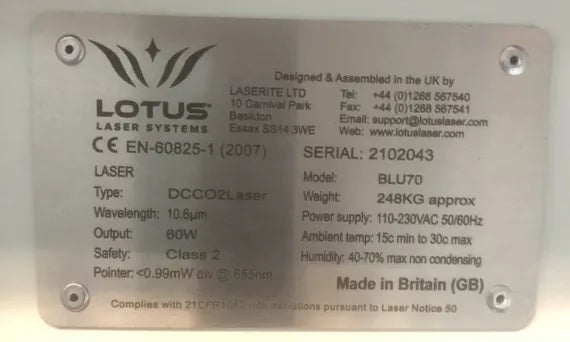 LOTUS
LASER SYSTEMS
Designed & Assembled in the UK by
LASERITE LTD
10 Carnival Park
Basildon
Essex SS14 3WE
Tel: +44 (0)1268 567540
Fax: +44 (0)1268 567541
Email: support@lotuslaser.com
Web: www.lotuslaser.com
CE EN-60825-1 (2007)
SERIAL: 2102043
LASER
Type: DCCO2Laser
Wavelength: 10.6µm
Output: 60W
Safety: Class 2
Pointer: <0.99mW cw @ 655nm
Model: BLU70
Weight: 248KG approx
Power supply: 110-230VAC 50/60Hz
Ambient temp: 15c min to 30c max
Humidity: 40-70% max non condensing
Made in Britain (GB)
Complies with 21CFR1040 deviations pursuant to Laser Notice 50